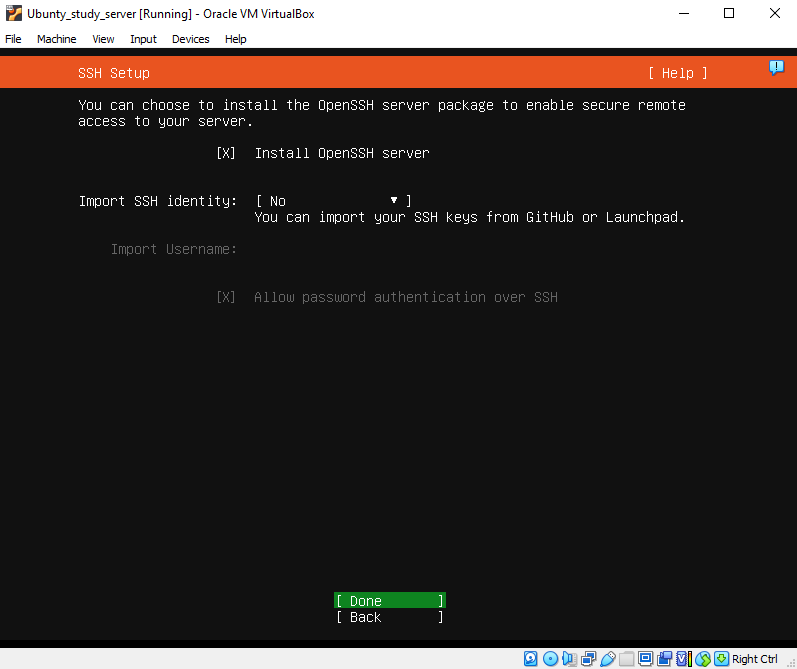 Ubunty_study_server [Running] - Oracle VM VirtualBox
File Machine View Input Devices Help
SSH Setup [ Help ]
You can choose to install the OpenSSH server package to enable secure remote
access to your server.
[X] Install OpenSSH server
Import SSH identity: [ No ▾ ]
You can import your SSH keys from GitHub or Launchpad.
Import Username:
[X] Allow password authentication over SSH
[ Done ]
[ Back ]
Right Ctrl